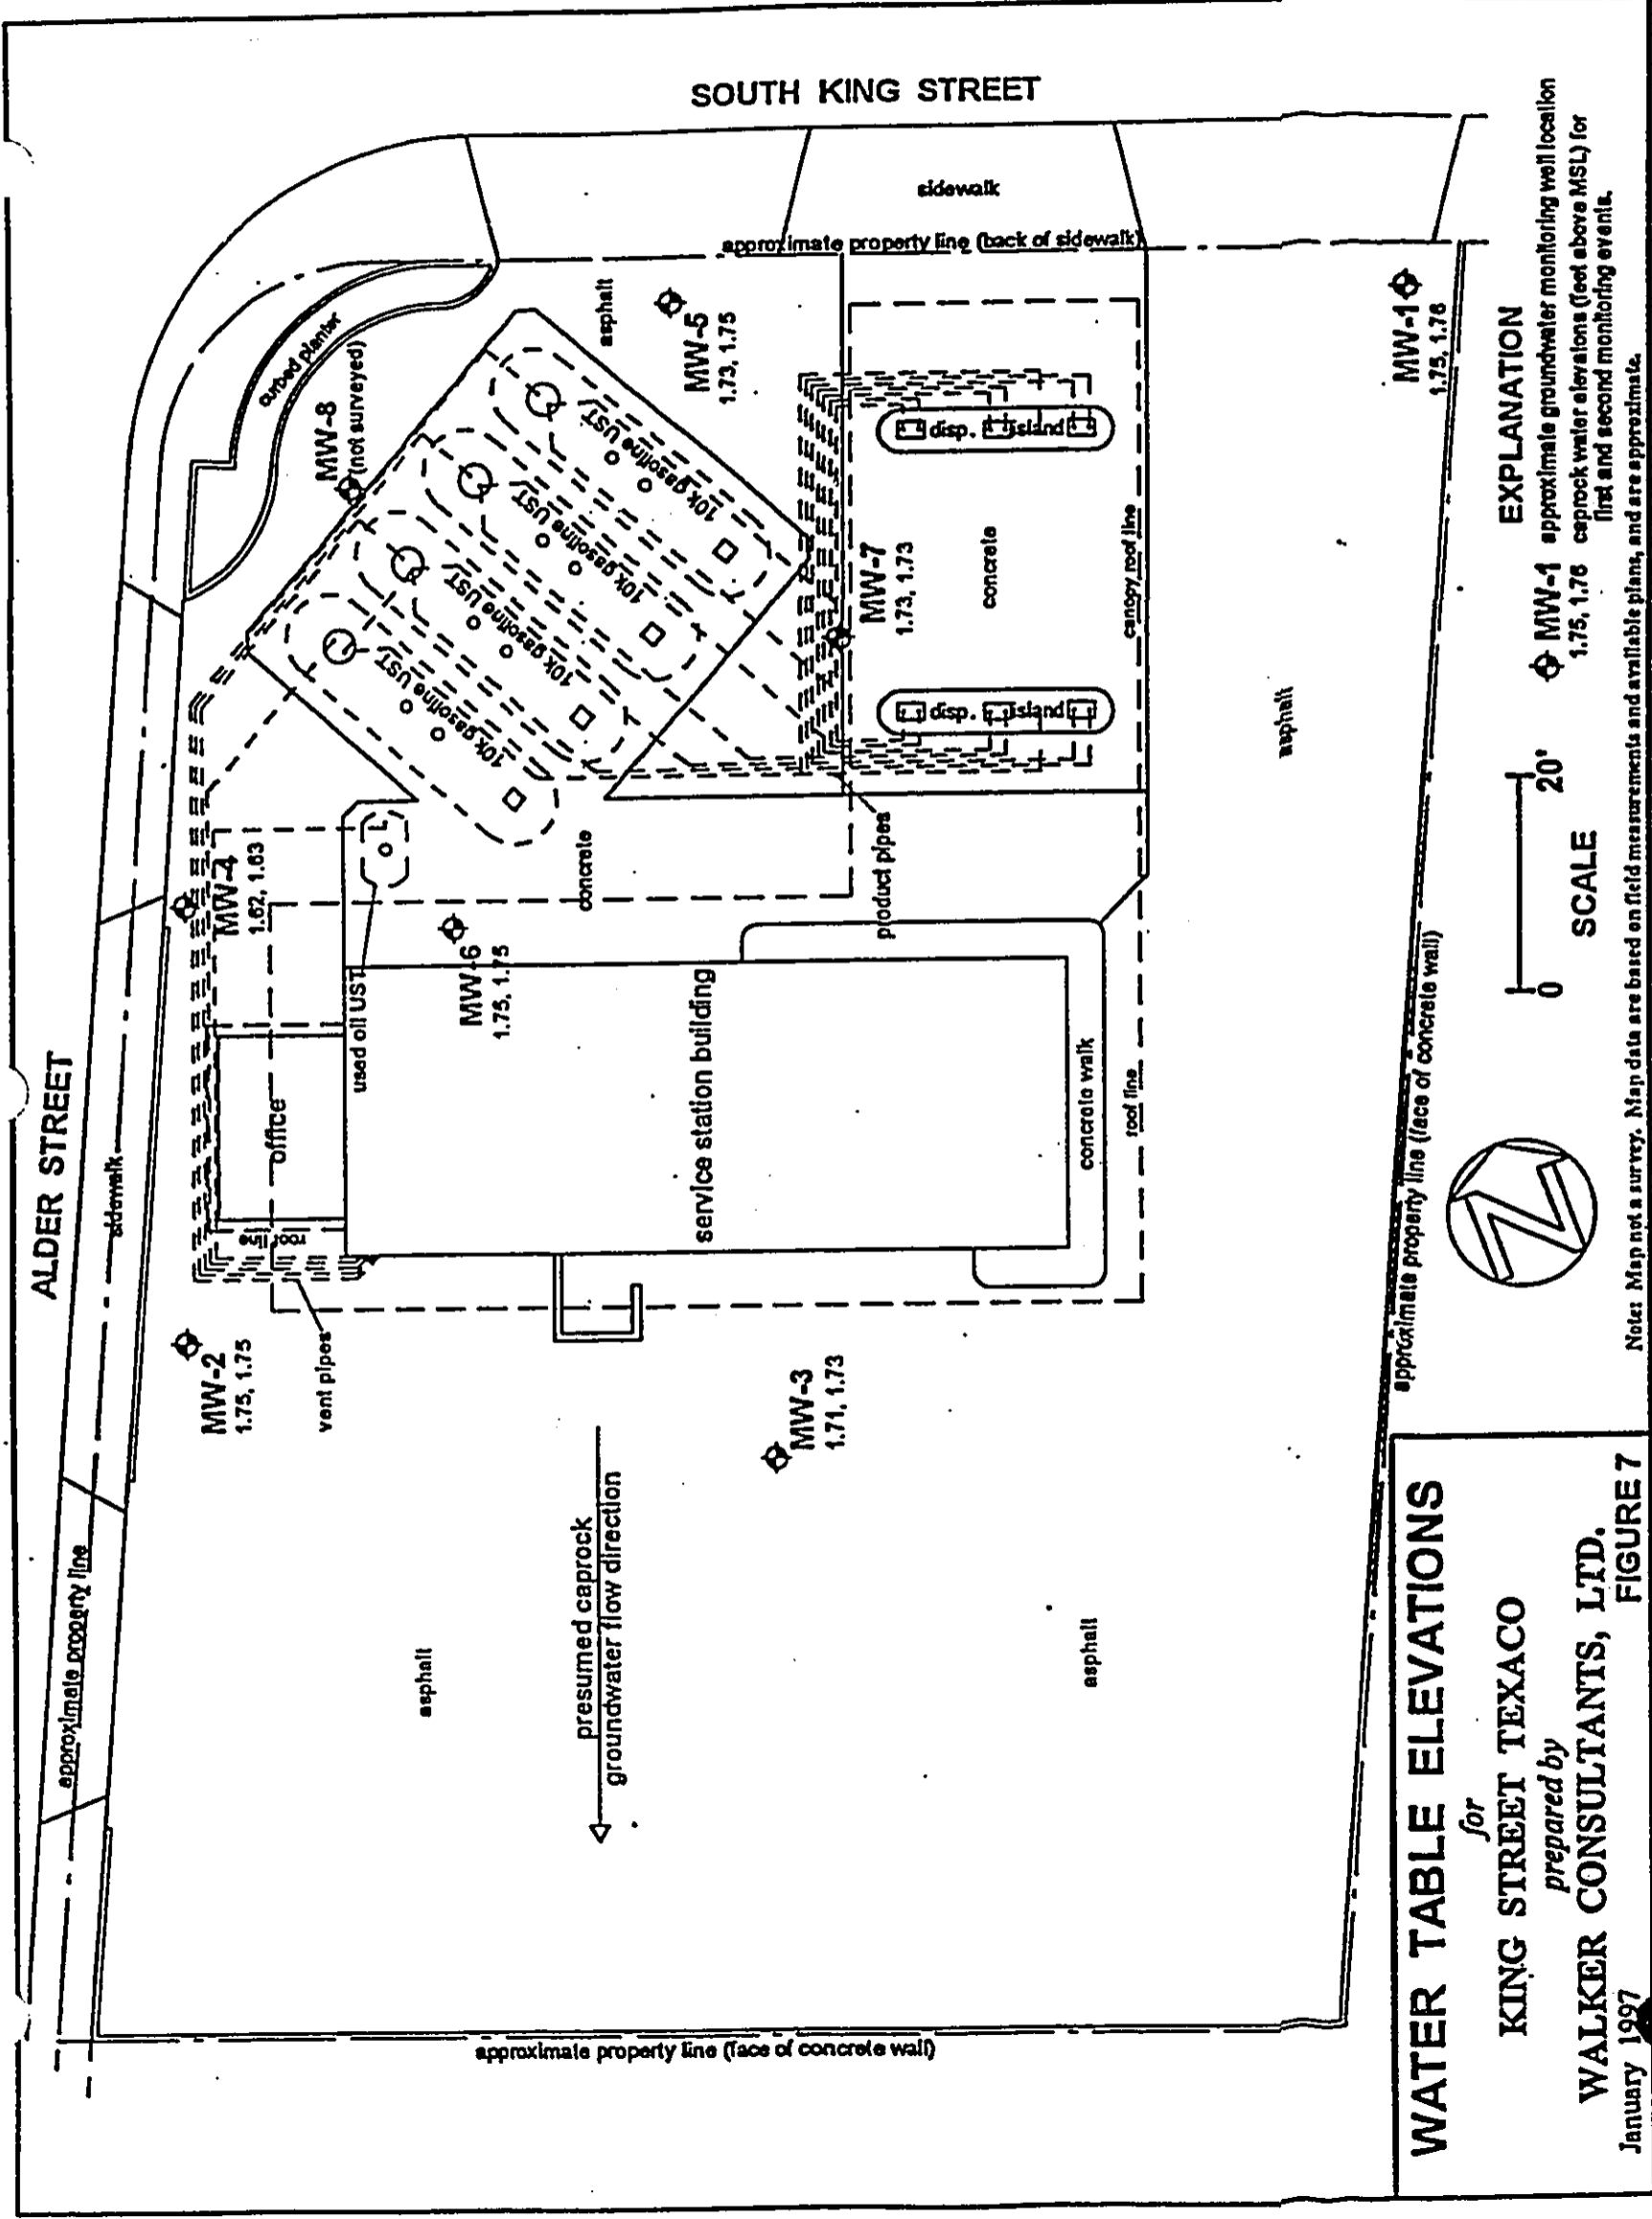 ALDER STREET
SOUTH KING STREET
approximate property line
sidewalk
sidewalk
approximate property line (back of sidewalk)
curbed planter
MW-8
(not surveyed)
asphalt
MW-5
1.73, 1.75
10k gasoline UST
10k gasoline UST
10k gasoline UST
10k gasoline UST
MW-4
1.62, 1.63
used oil UST
MW-6
1.75, 1.75
concrete
MW-7
1.73, 1.73
disp. island
disp. island
concrete
canopy roof line
product pipes
MW-1
1.75, 1.76
office
roof line
service station building
concrete walk
roof line
asphalt
MW-2
1.75, 1.75
vent pipes
MW-3
1.71, 1.73
presumed caprock
groundwater flow direction
asphalt
asphalt
approximate property line (face of concrete wall)
approximate property line (face of concrete wall)
WATER TABLE ELEVATIONS
for
KING STREET TEXACO
prepared by
WALKER CONSULTANTS, LTD.
January 1997
FIGURE 7
N
0
20'
SCALE
EXPLANATION
MW-1 approximate groundwater monitoring well location
1.75, 1.76 caprock water elevatons (feet above MSL) for
first and second monitoring events.
Note: Map not a survey. Map data are based on field measurements and available plans, and are approximate.